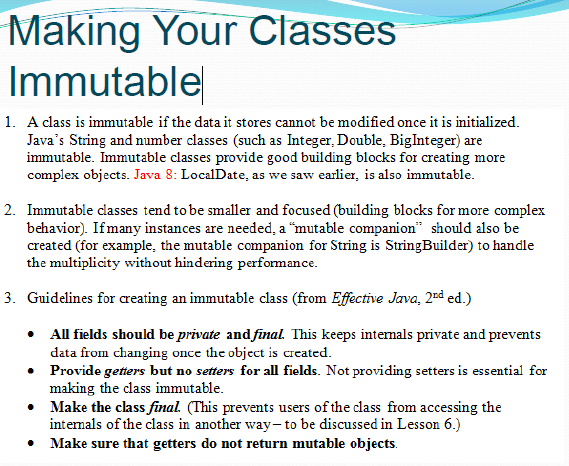 Making Your Classes
Immutable
1. A class is immutable if the data it stores cannot be modified once it is initialized.
Java's String and number classes (such as Integer, Double, BigInteger) are
immutable. Immutable classes provide good building blocks for creating more
complex objects. Java 8: LocalDate, as we saw earlier, is also immutable.
2. Immutable classes tend to be smaller and focused (building blocks for more complex
behavior). If many instances are needed, a "mutable companion" should also be
created (for example, the mutable companion for String is StringBuilder) to handle
the multiplicity without hindering performance.
3. Guidelines for creating an immutable class (from Effective Java, 2nd ed.)
• All fields should be private and final. This keeps internals private and prevents
data from changing once the object is created.
• Provide getters but no setters for all fields. Not providing setters is essential for
making the class immutable.
• Make the class final. (This prevents users of the class from accessing the
internals of the class in another way – to be discussed in Lesson 6.)
• Make sure that getters do not return mutable objects.